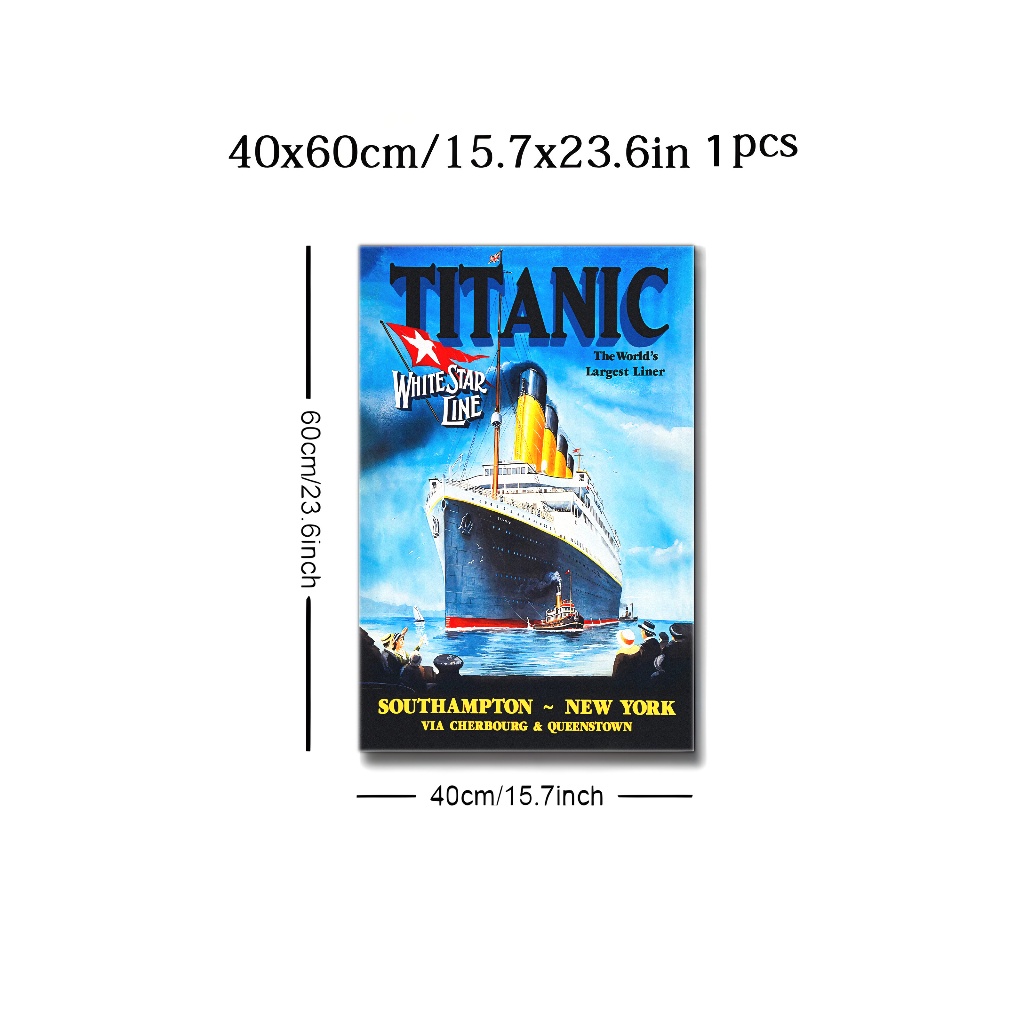 40x60cm/15.7x23.6in 1pcs
TITANIC
The World's
Largest Liner
WHITE STAR
LINE
60cm/23.6inch
SOUTHAMPTON ~ NEW YORK
VIA CHERBOURG & QUEENSTOWN
40cm/15.7inch